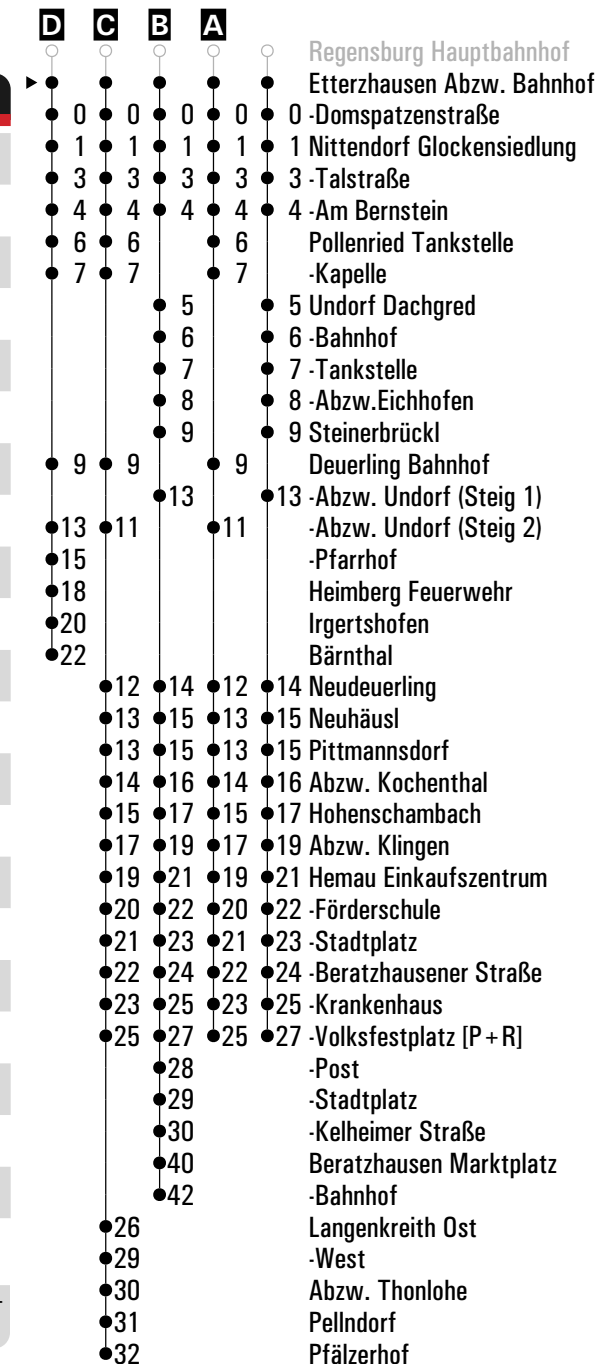 D C B A
Regensburg Hauptbahnhof
Etterzhausen Abzw. Bahnhof
0 0 0 0 0 -Domspatzenstraße
1 1 1 1 1 Nittendorf Glockensiedlung
3 3 3 3 3 -Talstraße
4 4 4 4 4 -Am Bernstein
6 6 6 Pollenried Tankstelle
7 7 7 -Kapelle
5 5 Undorf Dachgred
6 6 -Bahnhof
7 7 -Tankstelle
8 8 -Abzw.Eichhofen
9 9 Steinerbrückl
9 9 9 Deuerling Bahnhof
13 13 -Abzw. Undorf (Steig 1)
13 11 11 -Abzw. Undorf (Steig 2)
15 -Pfarrhof
18 Heimberg Feuerwehr
20 Irgertshofen
22 Bärnthal
12 14 12 14 Neudeuerling
13 15 13 15 Neuhäusl
13 15 13 15 Pittmannsdorf
14 16 14 16 Abzw. Kochenthal
15 17 15 17 Hohenschambach
17 19 17 19 Abzw. Klingen
19 21 19 21 Hemau Einkaufszentrum
20 22 20 22 -Förderschule
21 23 21 23 -Stadtplatz
22 24 22 24 -Beratzhausener Straße
23 25 23 25 -Krankenhaus
25 27 25 27 -Volksfestplatz [P+R]
28 -Post
29 -Stadtplatz
30 -Kelheimer Straße
40 Beratzhausen Marktplatz
42 -Bahnhof
26 Langenkreith Ost
29 -West
30 Abzw. Thonlohe
31 Pellndorf
32 Pfälzerhof